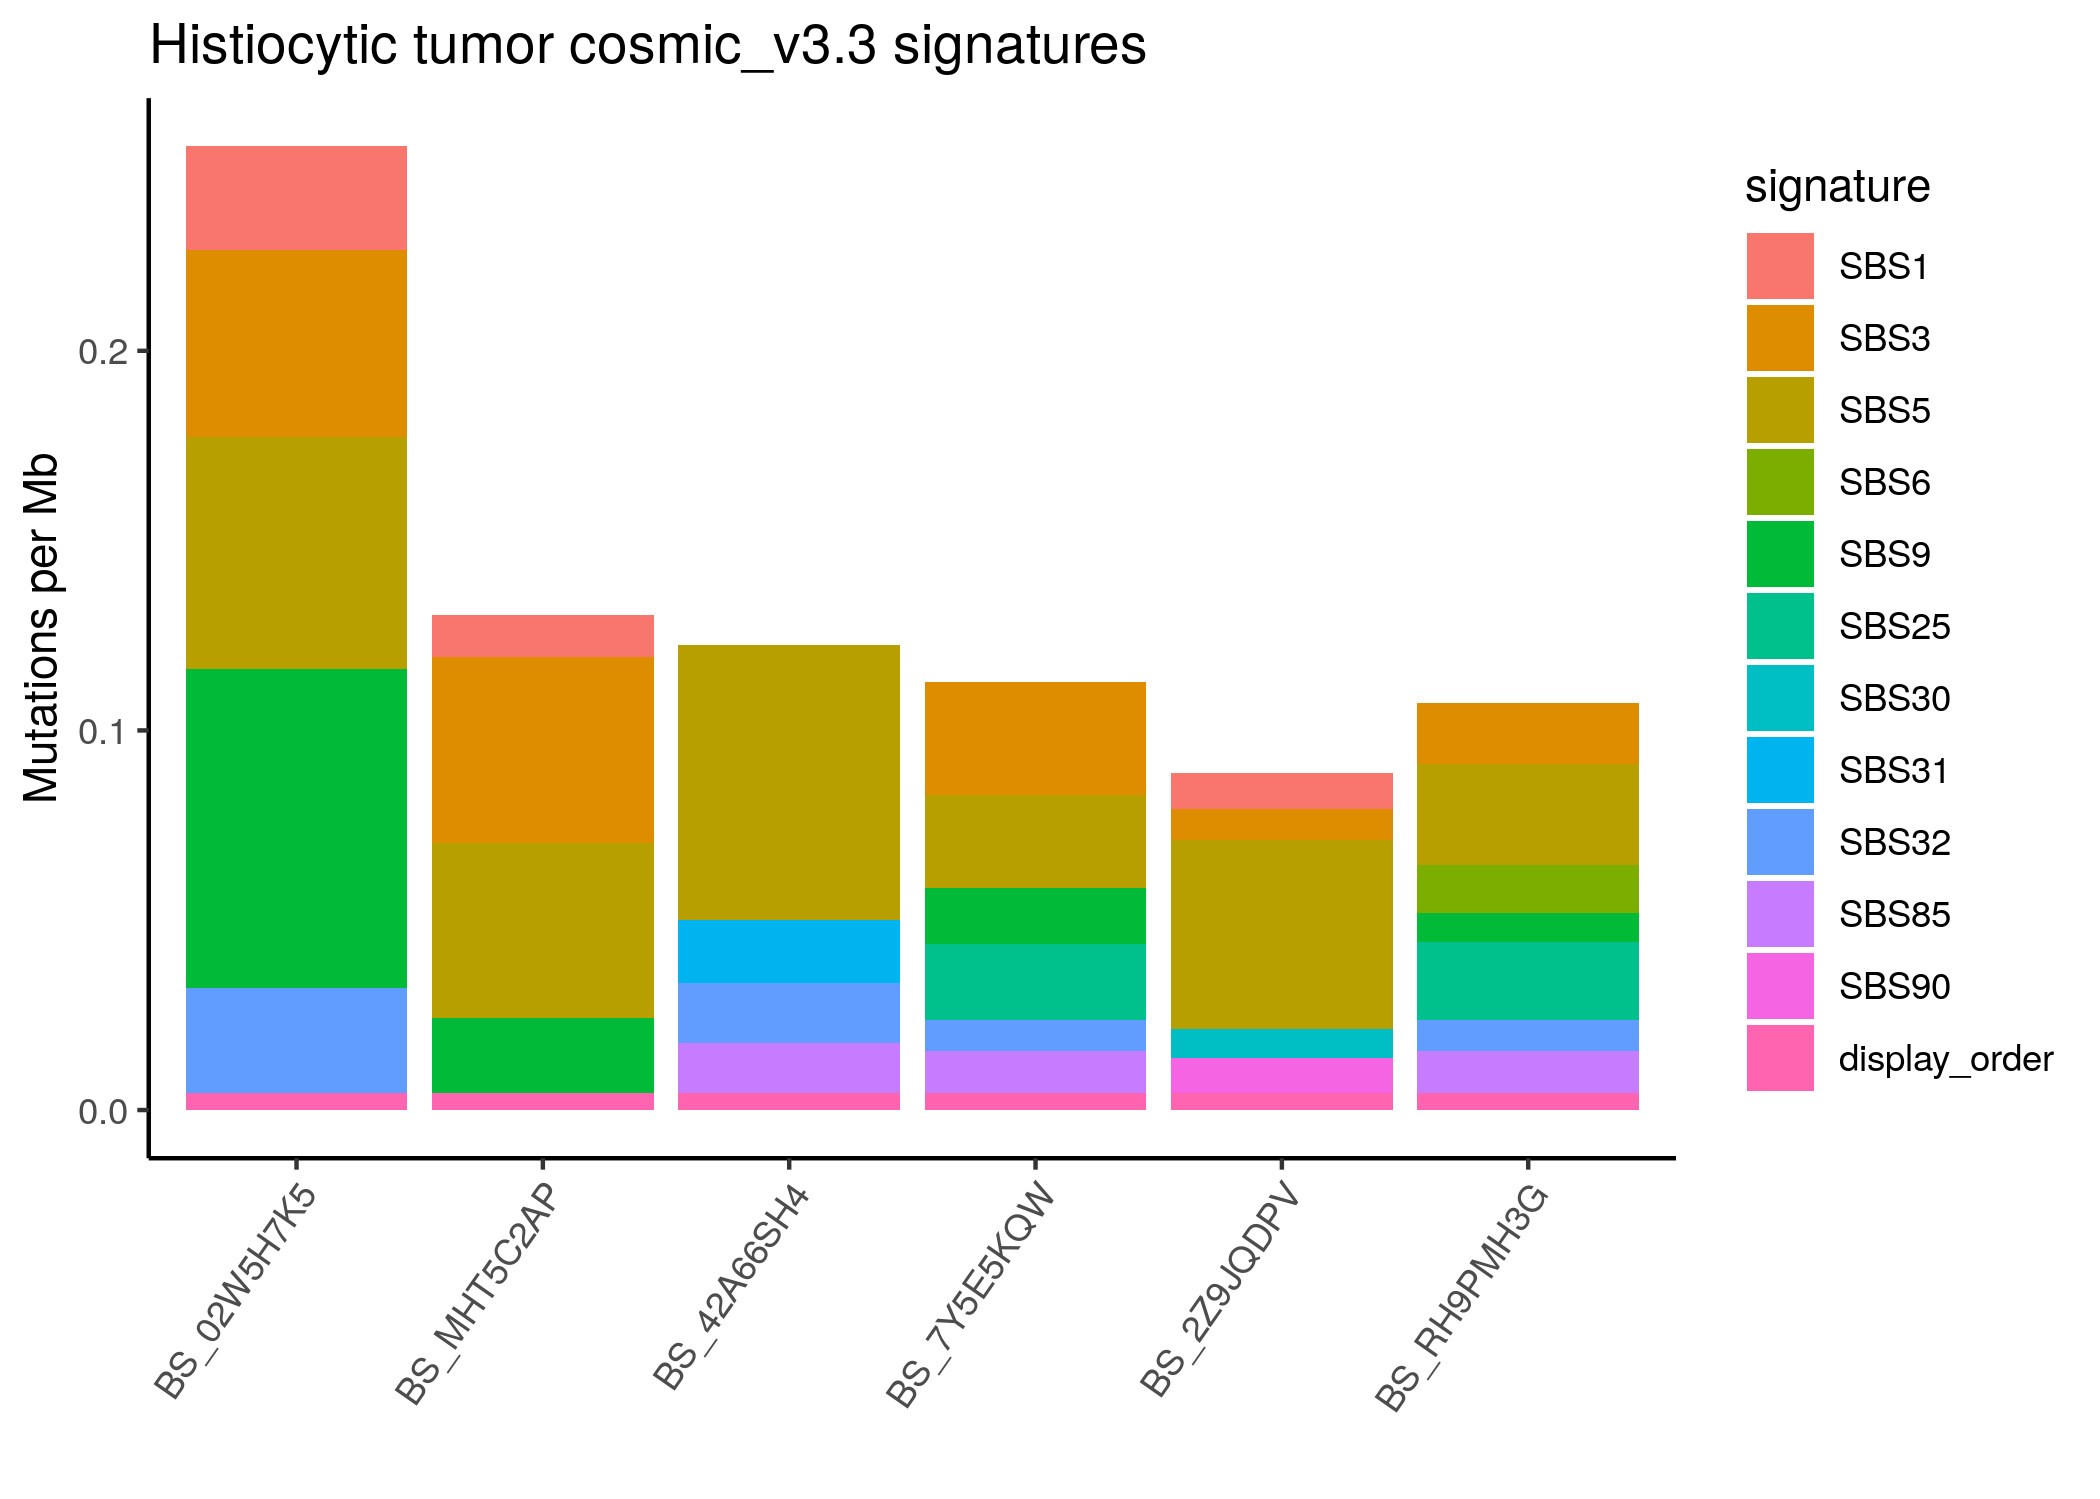 Histiocytic tumor cosmic_v3.3 signatures
Mutations per Mb
0.2
0.1
0.0
BS_02W5H7K5
BS_MHT5C2AP
BS_42A66SH4
BS_7Y5E5KQW
BS_2Z9JQDPV
BS_RH9PMH3G
signature
SBS1
SBS3
SBS5
SBS6
SBS9
SBS25
SBS30
SBS31
SBS32
SBS85
SBS90
display_order